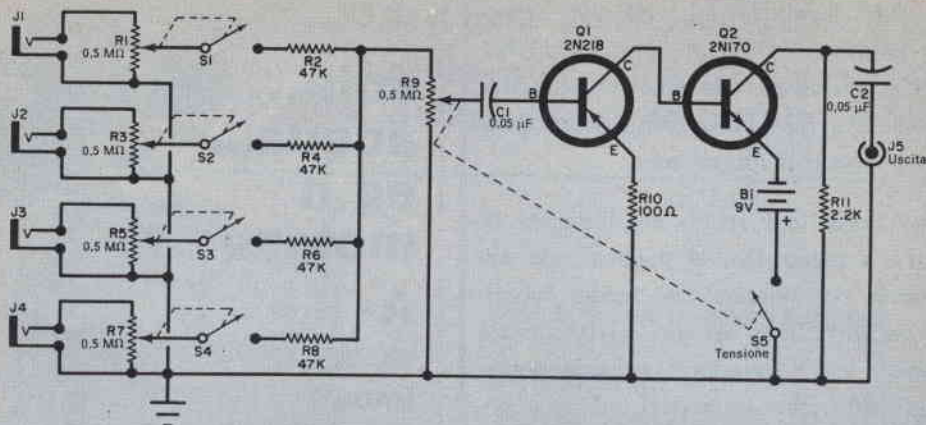 J1
V
R1
0,5 MΩ
S1
R2
47K
J2
V
R3
0,5 MΩ
S2
R4
47K
J3
V
R5
0,5 MΩ
S3
R6
47K
J4
V
R7
0,5 MΩ
S4
R8
47K
R9
0,5 MΩ
C1
0,05 µF
Q1
2N218
B
C
E
R10
100Ω
Q2
2N170
B
C
E
B1
9V
+
S5
Tensione
R11
2.2K
C2
0,05 µF
J5
Uscita